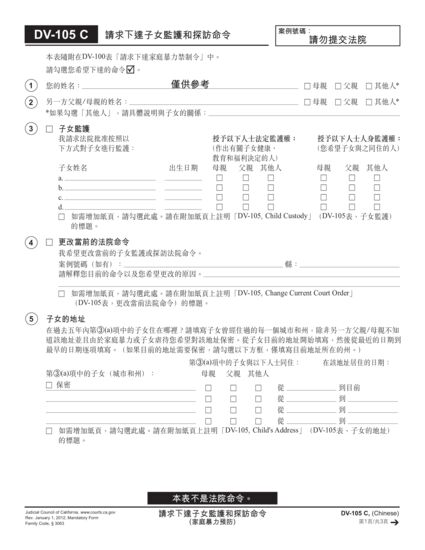 DV-105 C 請求下達子女監護和探訪命令
案例號碼：
請勿提交法院
本表隨附在DV-100表「請求下達家庭暴力禁制令」中。
請勾選您希望下達的命令☑。
1 您的姓名： 僅供參考 □ 母親 □ 父親 □ 其他人*
2 另一方父親/母親的姓名： □ 母親 □ 父親 □ 其他人*
*如果勾選「其他人」，請具體說明與子女的關係：
3 □ 子女監護
我請求法院批准按照以下方式對子女進行監護：
授予以下人士法定監護權：
(作出有關子女健康，教育和福利決定的人)
授予以下人士人身監護權：
(您希望子女與之同住的人)
子女姓名 出生日期 母親 父親 其他人 母親 父親 其他人
a. □ □ □ □ □ □
b. □ □ □ □ □ □
c. □ □ □ □ □ □
d. □ □ □ □ □ □
□ 如需增加紙頁，請勾選此處。請在附加紙頁上註明「DV-105, Child Custody」（DV-105表，子女監護）
的標題。
4 □ 更改當前的法院命令
我希望更改當前的子女監護或探訪法院命令。
案例號碼（如有）： 縣：
請解釋您目前的命令以及您希望更改的原因。
□ 如需增加紙頁，請勾選此處。請在附加紙頁上註明「DV-105, Change Current Court Order」
（DV-105表，更改當前法院命令）的標題。
5 子女的地址
在過去五年內第③(a)項中的子女住在哪裡？請填寫子女曾經住過的每一個城市和州，除非另一方父親/母親不知
道該地址並且由於家庭暴力或子女虐待您希望對該地址保密。從子女目前的地址開始填寫，然後從最近的日期到
最早的日期逐項填寫。（如果目前的地址需要保密，請勾選以下方框，僅填寫目前地址所在的州。）
第③(a)項中的子女與以下人士同住： 在該地址居住的日期：
第③(a)項中的子女（城市和州）： 母親 父親 其他人
□ 保密 □ □ □ 從 到目前
□ □ □ 從 到
□ □ □ 從 到
□ □ □ 從 到
□ 如需增加紙頁，請勾選此處。請在附加紙頁上註明「DV-105, Child's Address」（DV-105表，子女的地址）
的標題。
本表不是法院命令。
Judicial Council of California, www.courts.ca.gov
Rev. January 1, 2012, Mandatory Form
Family Code, § 3063
請求下達子女監護和探訪命令
(家庭暴力預防)
DV-105 C, (Chinese)
第1頁/共3頁 →